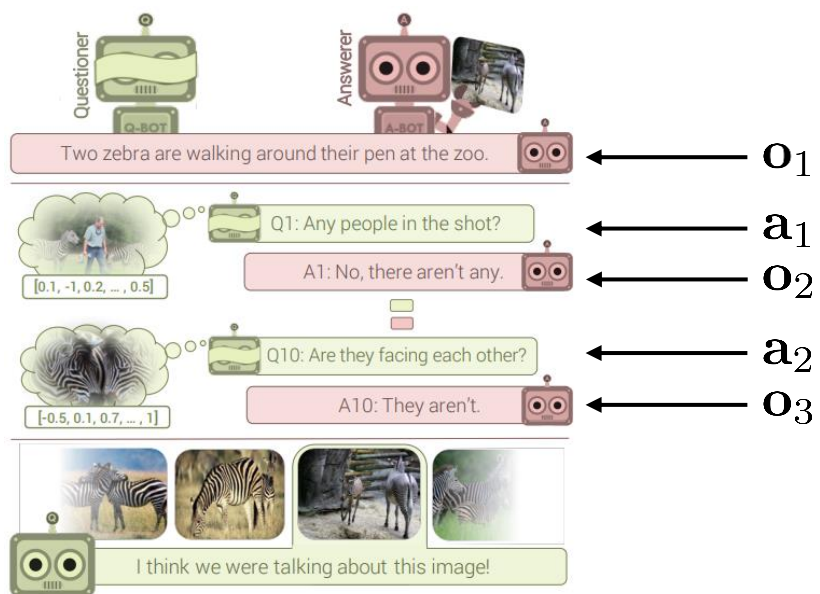 Questioner
Answerer
Q
A
Q-BOT
A-BOT
A
Two zebra are walking around their pen at the zoo.
o1
Q
Q1: Any people in the shot?
a1
A
A1: No, there aren't any.
o2
[0.1, -1, 0.2, ... , 0.5]
Q
Q10: Are they facing each other?
a2
A
A10: They aren't.
o3
[-0.5, 0.1, 0.7, ... , 1]
Q
I think we were talking about this image!